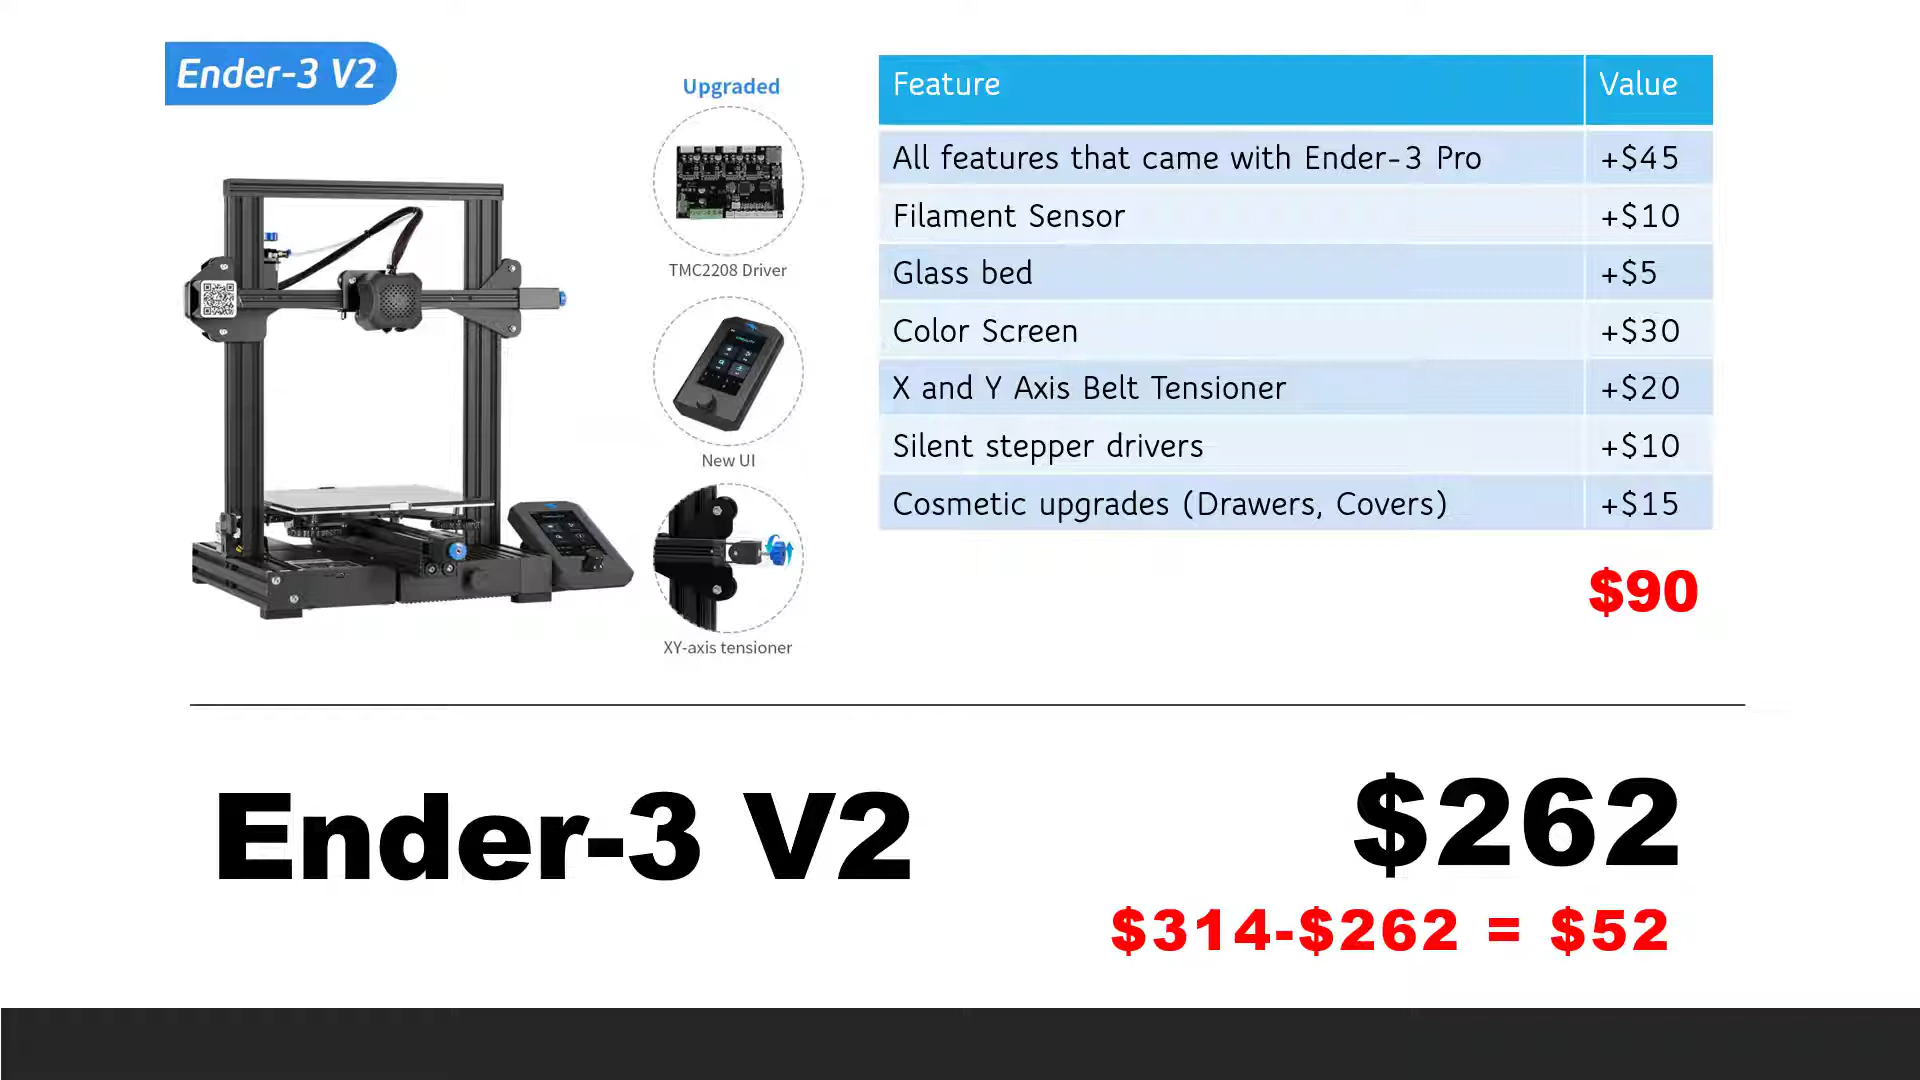 Ender-3 V2
Upgraded
TMC2208 Driver
New UI
XY-axis tensioner
Feature Value
All features that came with Ender-3 Pro +$45
Filament Sensor +$10
Glass bed +$5
Color Screen +$30
X and Y Axis Belt Tensioner +$20
Silent stepper drivers +$10
Cosmetic upgrades (Drawers, Covers) +$15
$90
Ender-3 V2 $262
$314-$262 = $52